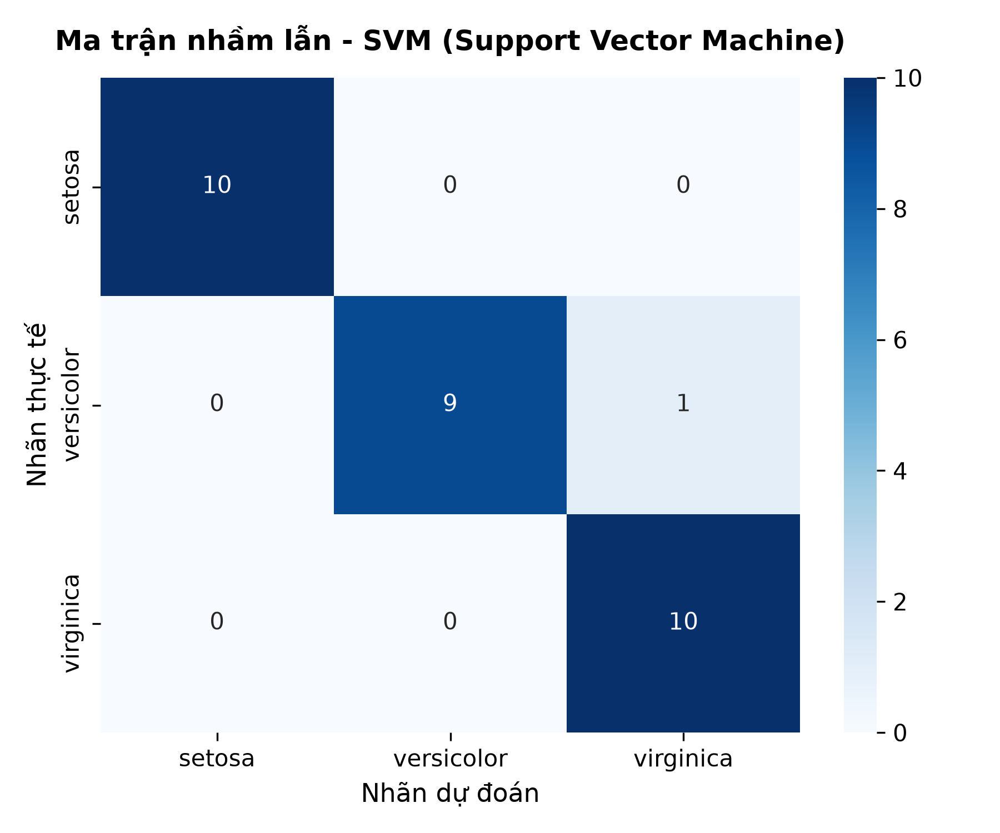 Ma trận nhầm lẫn - SVM (Support Vector Machine)
10
8
6
4
2
0
Nhãn thực tế
setosa
10 0 0
versicolor
0 9 1
virginica
0 0 10
setosa versicolor virginica
Nhãn dự đoán